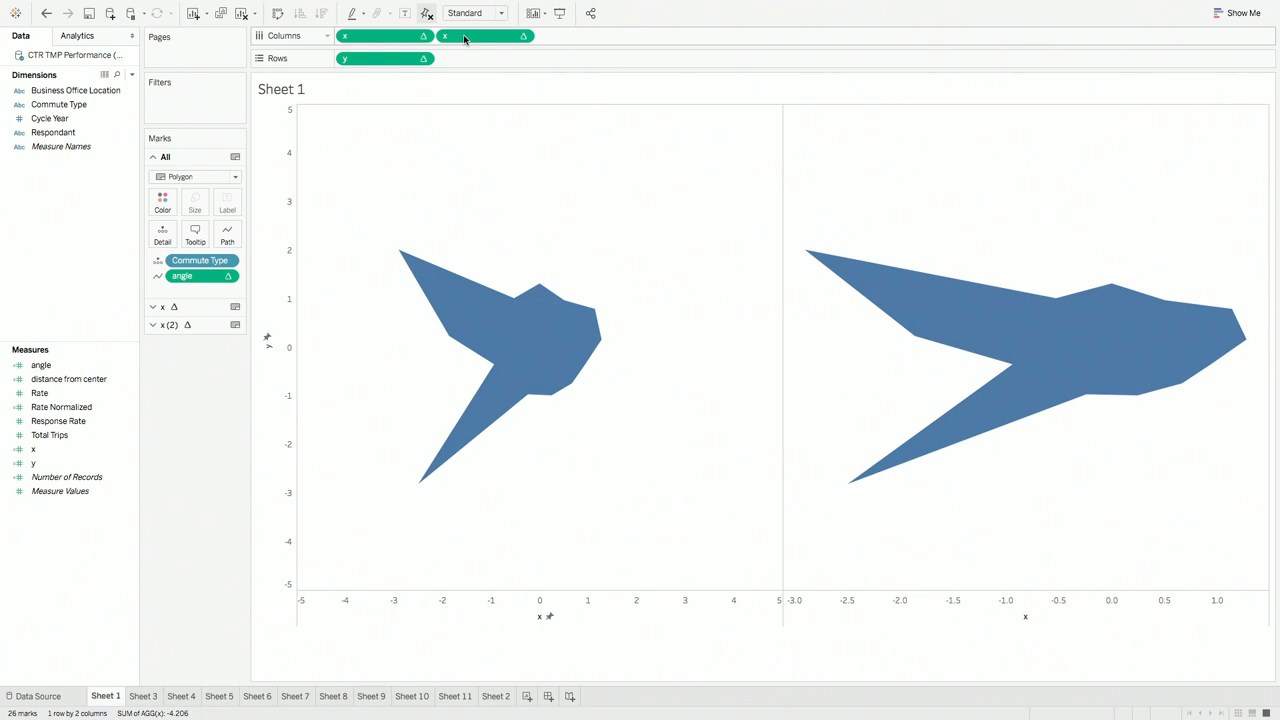 Standard
Show Me
Data
Analytics
Pages
Columns
x
x
CTR TMP Performance (...
Rows
y
Dimensions
Filters
Sheet 1
Abc Business Office Location
Abc Commute Type
# Cycle Year
Abc Respondant
Abc Measure Names
Marks
All
Polygon
Color
Size
Label
Detail
Tooltip
Path
Commute Type
angle
x
x (2)
Measures
angle
distance from center
Rate
Rate Normalized
Response Rate
Total Trips
x
y
Number of Records
Measure Values
5
4
3
2
1
0
-1
-2
-3
-4
-5
y
-5 -4 -3 -2 -1 0 1 2 3 4 5
-3.0 -2.5 -2.0 -1.5 -1.0 -0.5 0.0 0.5 1.0
x
x
Data Source
Sheet 1
Sheet 3
Sheet 4
Sheet 5
Sheet 6
Sheet 7
Sheet 8
Sheet 9
Sheet 10
Sheet 11
Sheet 2
26 marks
1 row by 2 columns
SUM of AGG(x): -4.206